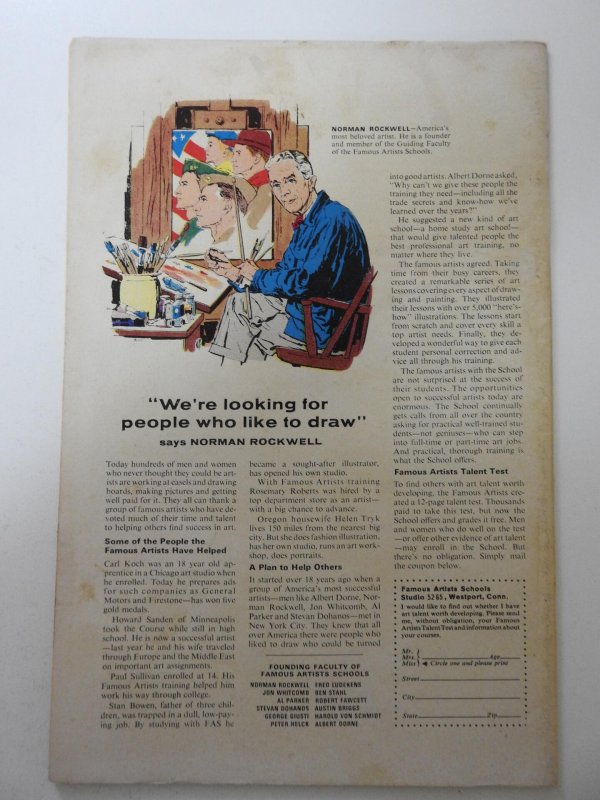 NORMAN ROCKWELL—America's
most beloved artist. He is a founder
and member of the Guiding Faculty
of the Famous Artists Schools.
"We're looking for
people who like to draw"
says NORMAN ROCKWELL
Today hundreds of men and women
who never thought they could be art-
ists are working at easels and drawing
boards, making pictures and getting
well paid for it. They all can thank a
group of famous artists who have de-
voted much of their time and talent
to helping others find success in art.
Some of the People the
Famous Artists Have Helped
Carl Koch was an 18 year old ap-
prentice in a Chicago art studio when
he enrolled. Today he prepares ads
for such companies as General
Motors and Firestone—has won five
gold medals.
Howard Sanden of Minneapolis
took the Course while still in high
school. He is now a successful artist
—last year he and his wife traveled
through Europe and the Middle East
on important art assignments.
Paul Sullivan enrolled at 14. His
Famous Artists training helped him
work his way through college.
Stan Bowen, father of three chil-
dren, was trapped in a dull, low-pay-
ing job. By studying with FAS he
became a sought-after illustrator,
has opened his own studio.
With Famous Artists training
Rosemary Roberts was hired by a
top department store as an artist—
with a big chance to advance.
Oregon housewife Helen Tryk
lives 150 miles from the nearest big
city. But she does fashion illustration,
has her own studio, runs an art work-
shop, does portraits.
A Plan to Help Others
It started over 18 years ago when a
group of America's most successful
artists—men like Albert Dorne, Nor-
man Rockwell, Jon Whitcomb, Al
Parker and Stevan Dohanos—met in
New York City. They knew that all
over America there were people who
liked to draw who could be turned
FOUNDING FACULTY OF
FAMOUS ARTISTS SCHOOLS
NORMAN ROCKWELL FRED LUDEKENS
JON WHITCOMB BEN STAHL
AL PARKER ROBERT FAWCETT
STEVAN DOHANOS AUSTIN BRIGGS
GEORGE GIUSTI HAROLD VON SCHMIDT
PETER HELCK ALBERT DORNE
into good artists. Albert Dorne asked,
"Why can't we give these people the
training they need—including all the
trade secrets and know-how we've
learned over the years?"
He suggested a new kind of art
school—a home study art school—
that would give talented people the
best professional art training, no
matter where they live.
The famous artists agreed. Taking
time from their busy careers, they
created a remarkable series of art
lessons covering every aspect of draw-
ing and painting. They illustrated
their lessons with over 5,000 "here's-
how" illustrations. The lessons start
from scratch and cover every skill a
top artist needs. Finally, they de-
veloped a wonderful way to give each
student personal correction and ad-
vice all through his training.
The famous artists with the School
are not surprised at the success of
their students. The opportunities
open to successful artists today are
enormous. The School continually
gets calls from all over the country
asking for practical well-trained stu-
dents—not geniuses—who can step
into full-time or part-time art jobs.
And practical, thorough training is
what the School offers.
Famous Artists Talent Test
To find others with art talent worth
developing, the Famous Artists cre-
ated a 12-page talent test. Thousands
paid to take this test, but now the
School offers and grades it free. Men
and women who do well on the test
—or offer other evidence of art talent
—may enroll in the School. But
there's no obligation. Simply mail
the coupon below.
Famous Artists Schools
Studio 5265, Westport, Conn.
I would like to find out whether I have
art talent worth developing. Please send
me, without obligation, your Famous
Artists Talent Test and information about
your courses.
Mr.
Mrs. Age
Miss Circle one and please print
Street
City
State Zip